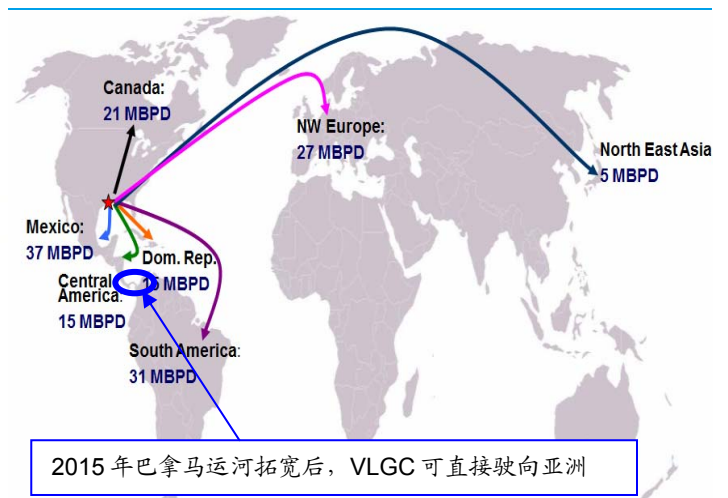 Canada:
21 MBPD
NW Europe:
27 MBPD
North East Asia
5 MBPD
Mexico:
37 MBPD
Dom. Rep.
Central
America:
15 MBPD
South America:
31 MBPD
2015 年巴拿马运河拓宽后，VLGC 可直接驶向亚洲